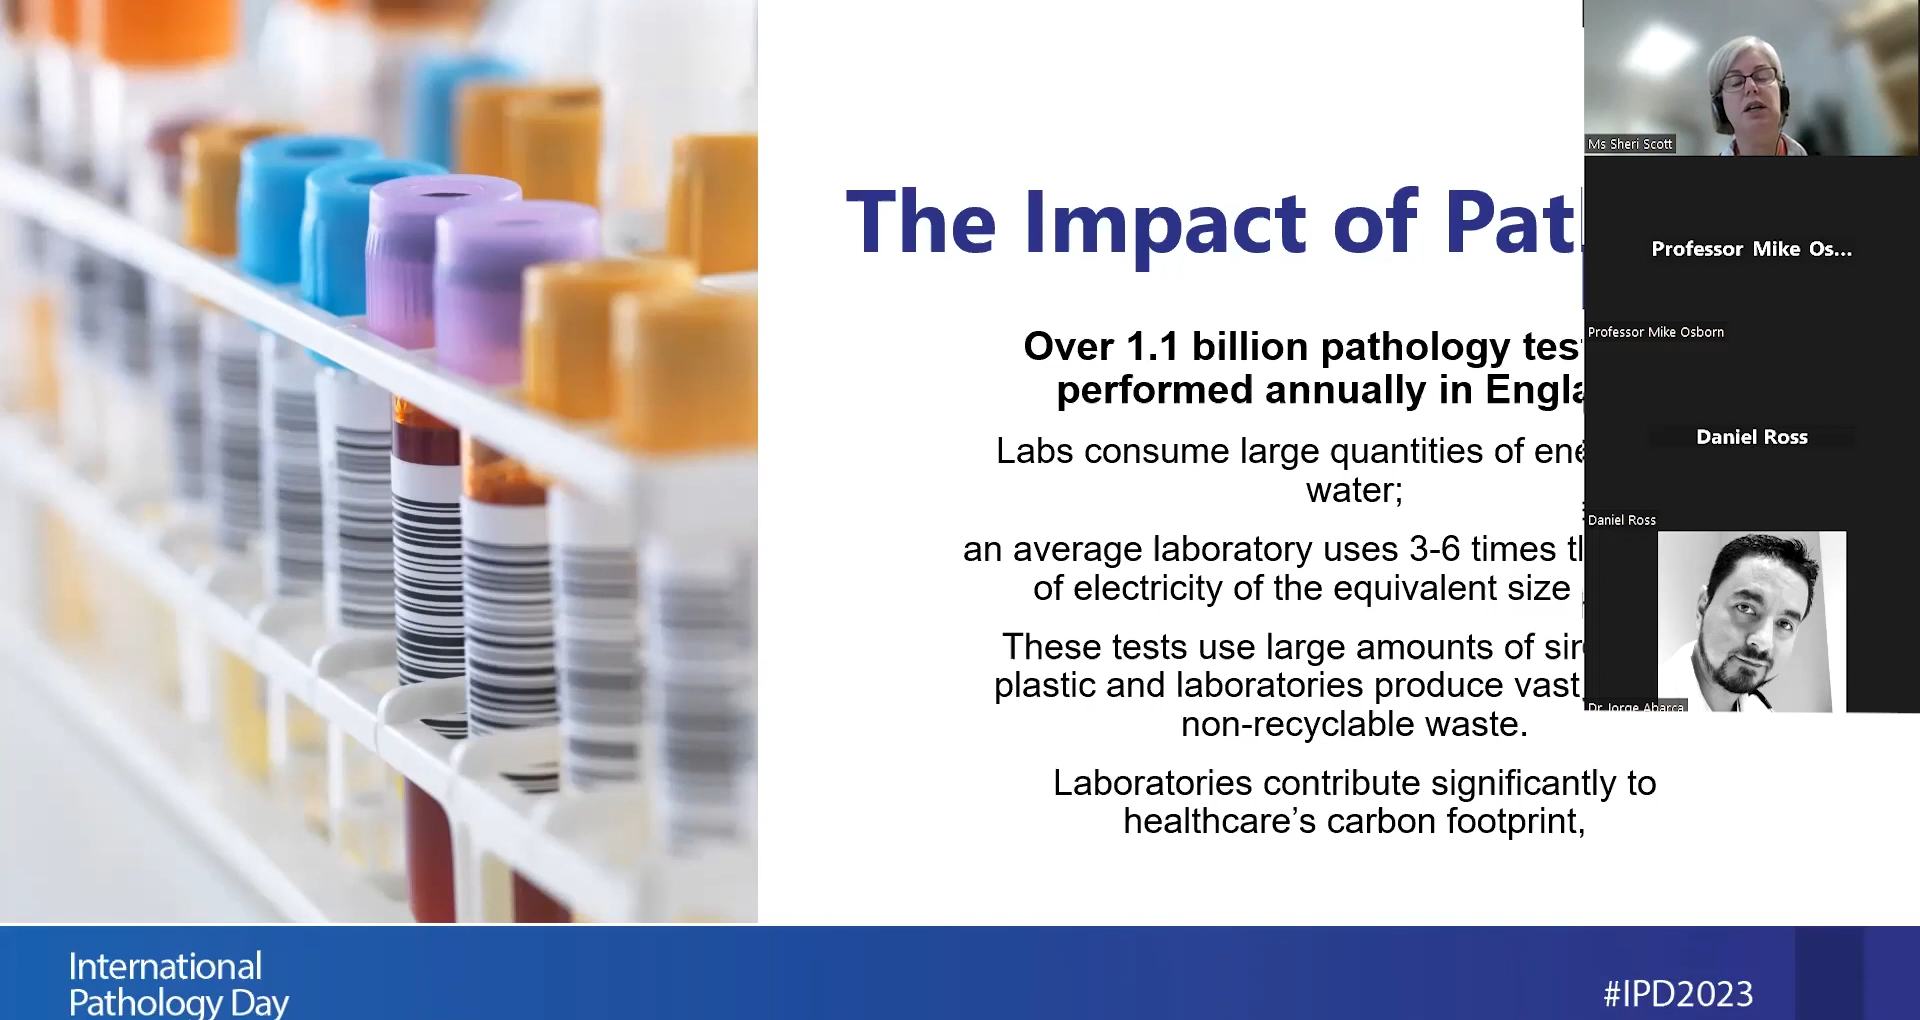 The Impact of Pat
Over 1.1 billion pathology tes
performed annually in Engla
Labs consume large quantities of ene
water;
an average laboratory uses 3-6 times
of electricity of the equivalent size
These tests use large amounts of
plastic and laboratories produce vast
non-recyclable waste.
Laboratories contribute significantly to
healthcare’s carbon footprint,
Ms Sheri Scott
Professor Mike Os...
Professor Mike Osborn
Daniel Ross
Daniel Ross
Dr Jorge Abarca
International
Pathology Day
#IPD2023